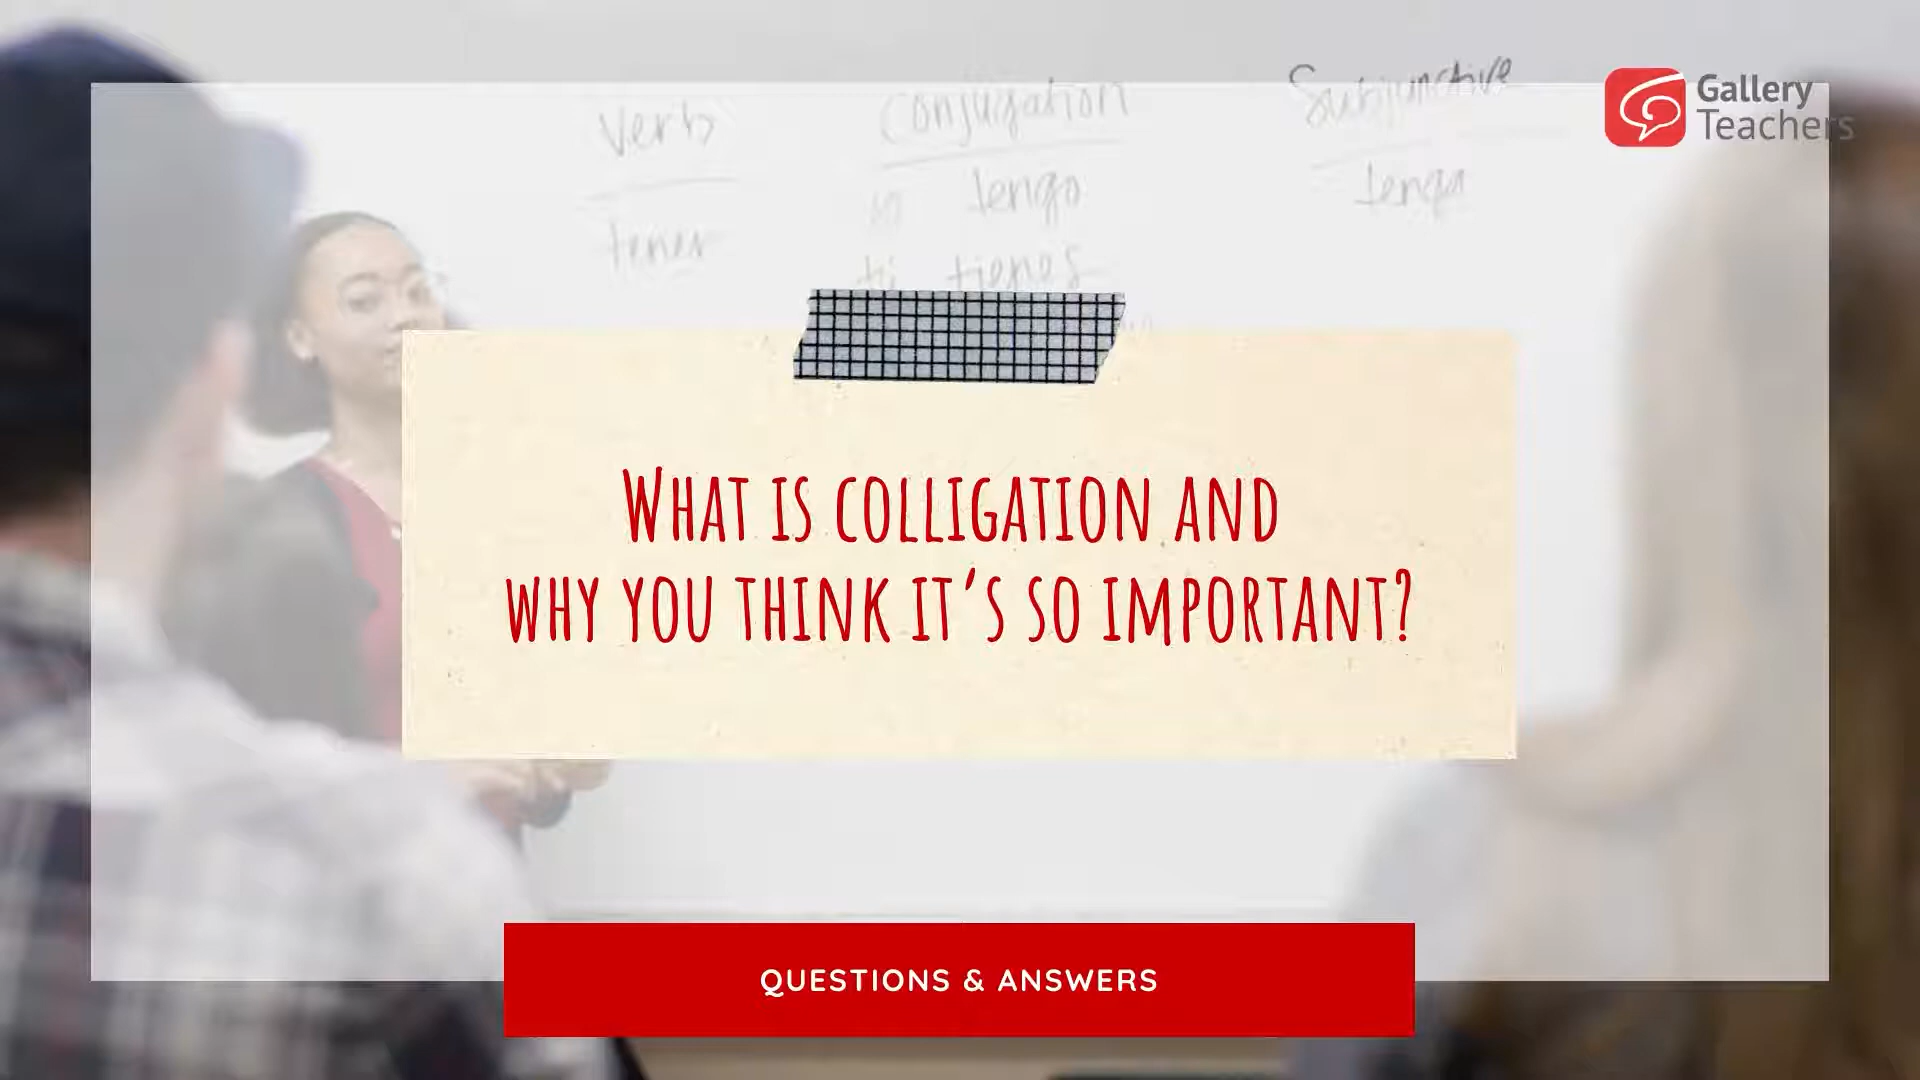 Gallery
Teachers
Verb
Conjugation
Subjunctive
tener
tengo
tenga
tienes
What is colligation and
why you think it's so important?
QUESTIONS & ANSWERS